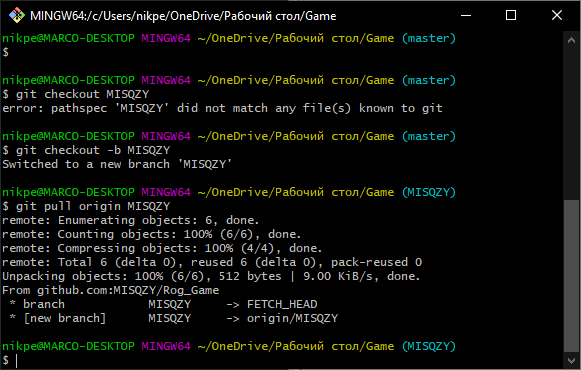 MINGW64:/c/Users/nikpe/OneDrive/Рабочий стол/Game
nikpe@MARCO-DESKTOP MINGW64 ~/OneDrive/Рабочий стол/Game (master)
$
nikpe@MARCO-DESKTOP MINGW64 ~/OneDrive/Рабочий стол/Game (master)
$ git checkout MISQZY
error: pathspec 'MISQZY' did not match any file(s) known to git
nikpe@MARCO-DESKTOP MINGW64 ~/OneDrive/Рабочий стол/Game (master)
$ git checkout -b MISQZY
Switched to a new branch 'MISQZY'
nikpe@MARCO-DESKTOP MINGW64 ~/OneDrive/Рабочий стол/Game (MISQZY)
$ git pull origin MISQZY
remote: Enumerating objects: 6, done.
remote: Counting objects: 100% (6/6), done.
remote: Compressing objects: 100% (4/4), done.
remote: Total 6 (delta 0), reused 6 (delta 0), pack-reused 0
Unpacking objects: 100% (6/6), 512 bytes | 9.00 KiB/s, done.
From github.com:MISQZY/Rog_Game
 * branch            MISQZY     -> FETCH_HEAD
 * [new branch]      MISQZY     -> origin/MISQZY
nikpe@MARCO-DESKTOP MINGW64 ~/OneDrive/Рабочий стол/Game (MISQZY)
$